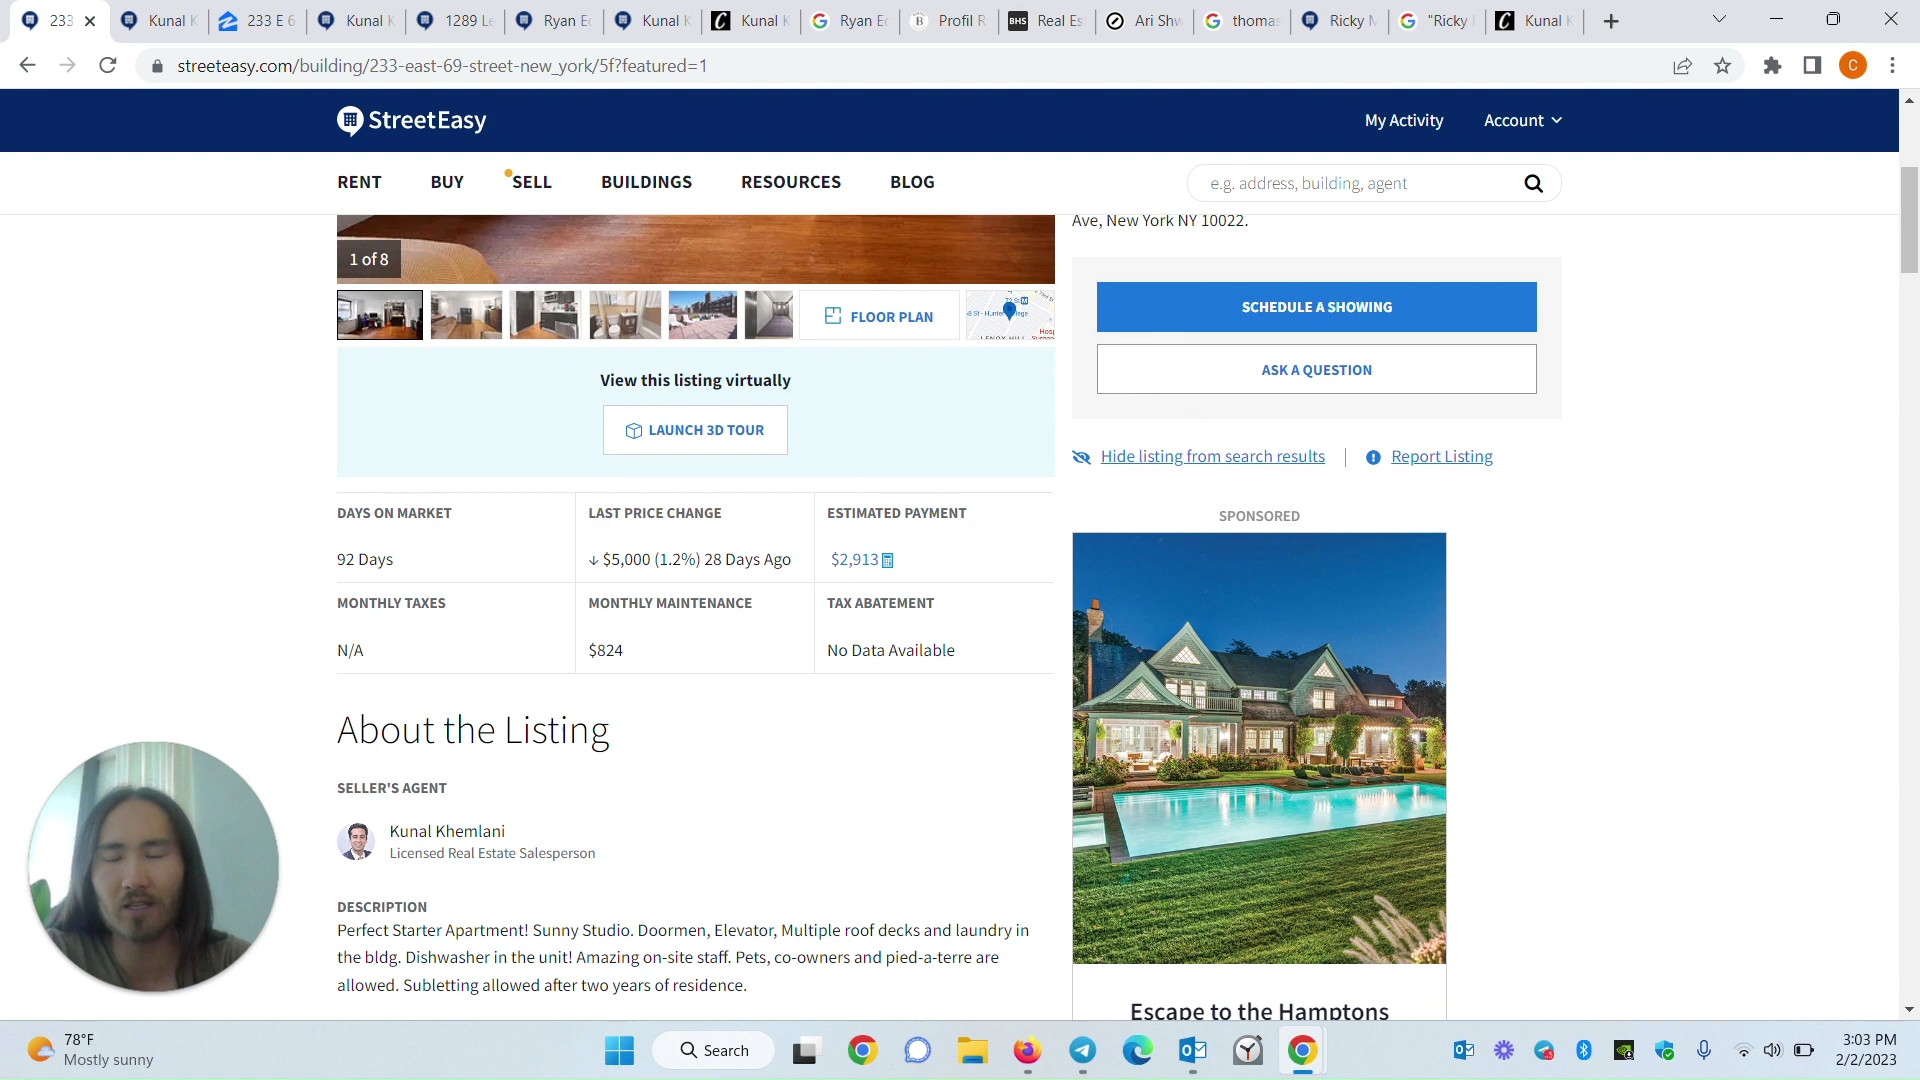 233
Kunal K
233 E 6
Kunal K
1289 Le
Ryan Ec
Kunal K
Kunal K
Ryan Ec
Profil R
BHS Real Es
Ari Shw
thomas
Ricky M
"Ricky
Kunal K
streeteasy.com/building/233-east-69-street-new_york/5f?featured=1
C
StreetEasy
My Activity
Account
RENT
BUY
SELL
BUILDINGS
RESOURCES
BLOG
e.g. address, building, agent
Ave, New York NY 10022.
1 of 8
FLOOR PLAN
SCHEDULE A SHOWING
ASK A QUESTION
View this listing virtually
LAUNCH 3D TOUR
Hide listing from search results
Report Listing
SPONSORED
DAYS ON MARKET
92 Days
LAST PRICE CHANGE
↓ $5,000 (1.2%) 28 Days Ago
ESTIMATED PAYMENT
$2,913
MONTHLY TAXES
N/A
MONTHLY MAINTENANCE
$824
TAX ABATEMENT
No Data Available
About the Listing
SELLER'S AGENT
Kunal Khemlani
Licensed Real Estate Salesperson
DESCRIPTION
Perfect Starter Apartment! Sunny Studio. Doormen, Elevator, Multiple roof decks and laundry in
the bldg. Dishwasher in the unit! Amazing on-site staff. Pets, co-owners and pied-a-terre are
allowed. Subletting allowed after two years of residence.
Escape to the Hamptons
78°F
Mostly sunny
Search
3:03 PM
2/2/2023